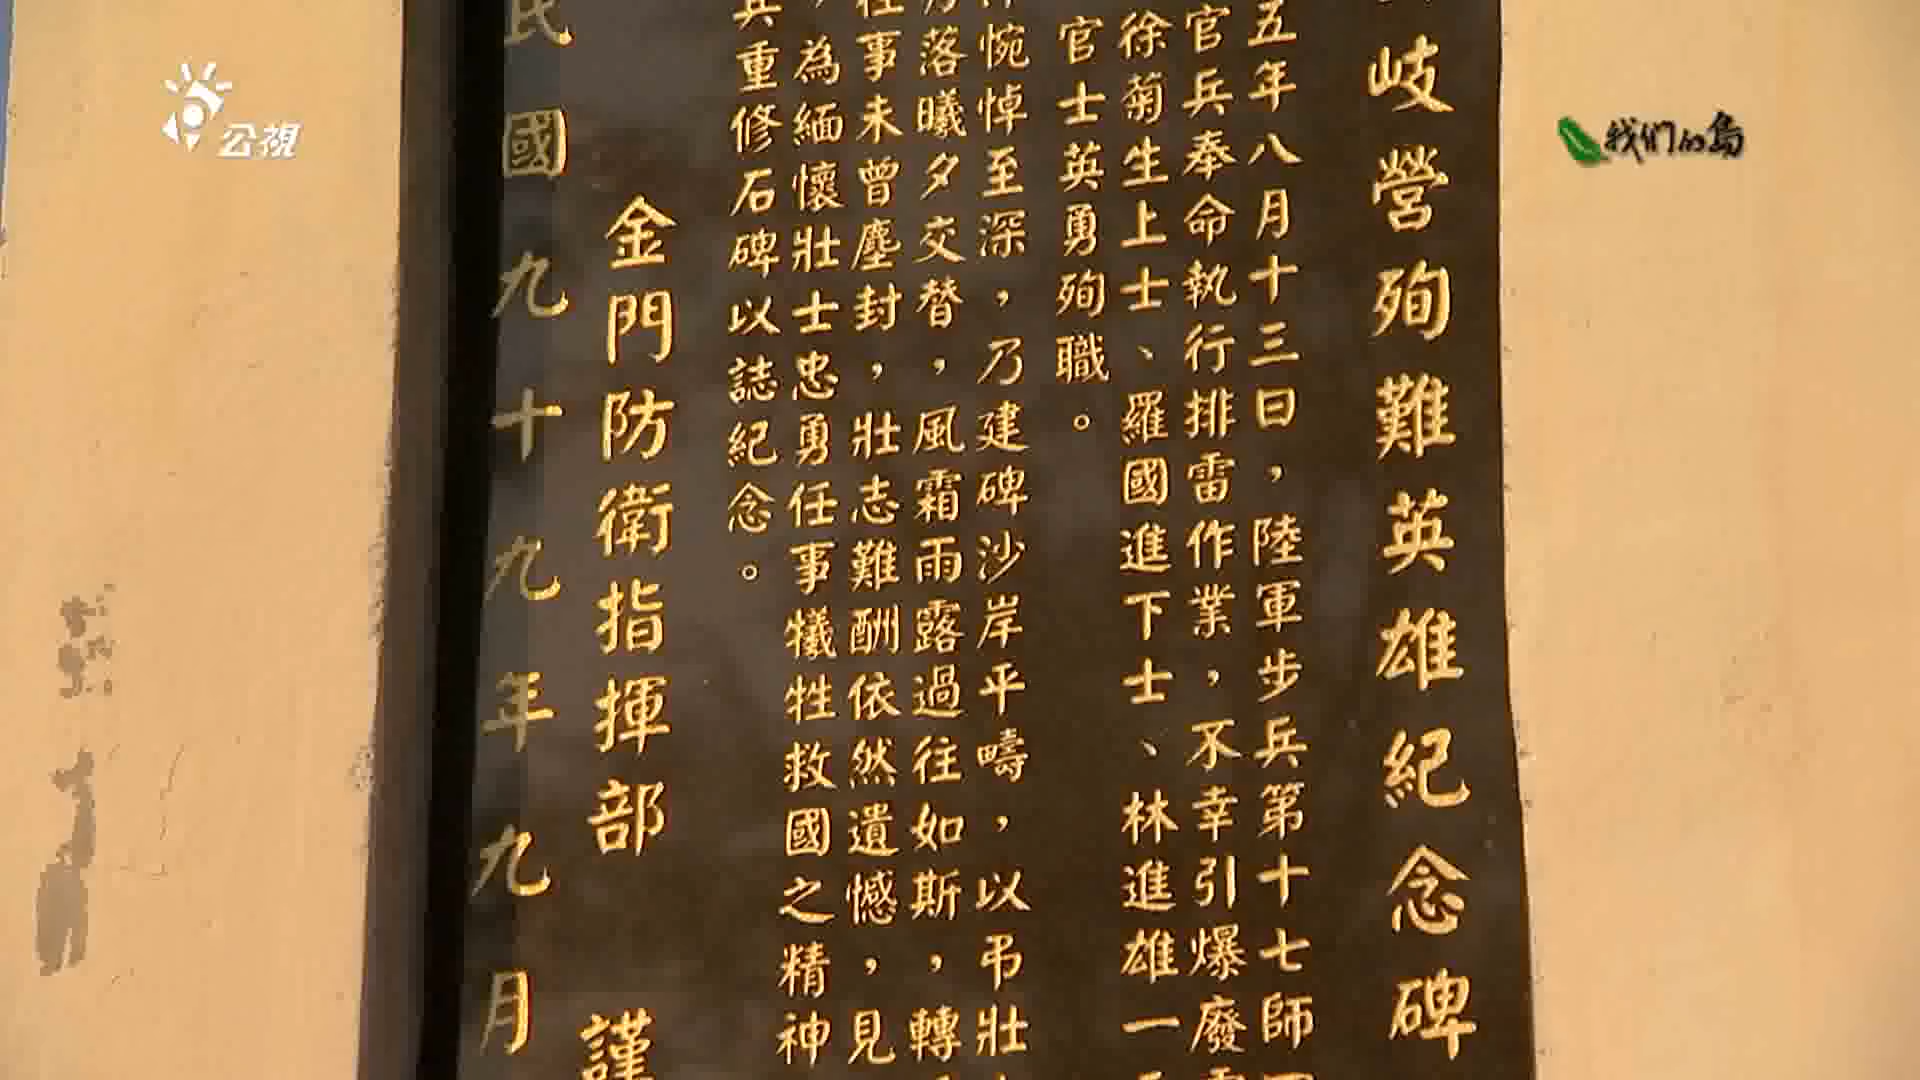 公視
我們的島
岐營殉難英雄紀念碑
五年八月十三日，陸軍步兵第十七師
官兵奉命執行排雷作業，不幸引爆廢
徐菊生上士、羅國進下士、林進雄一
官士英勇殉職。
惋悼至深，乃建碑沙岸平疇，以弔壯
落曦夕交替，風霜雨露過往如斯，轉
事未曾塵封，壯志難酬依然遺憾，見
，為緬懷壯士忠勇任事犧牲救國之精神
重修石碑以誌紀念。
金門防衛指揮部 謹
民國九十九年九月